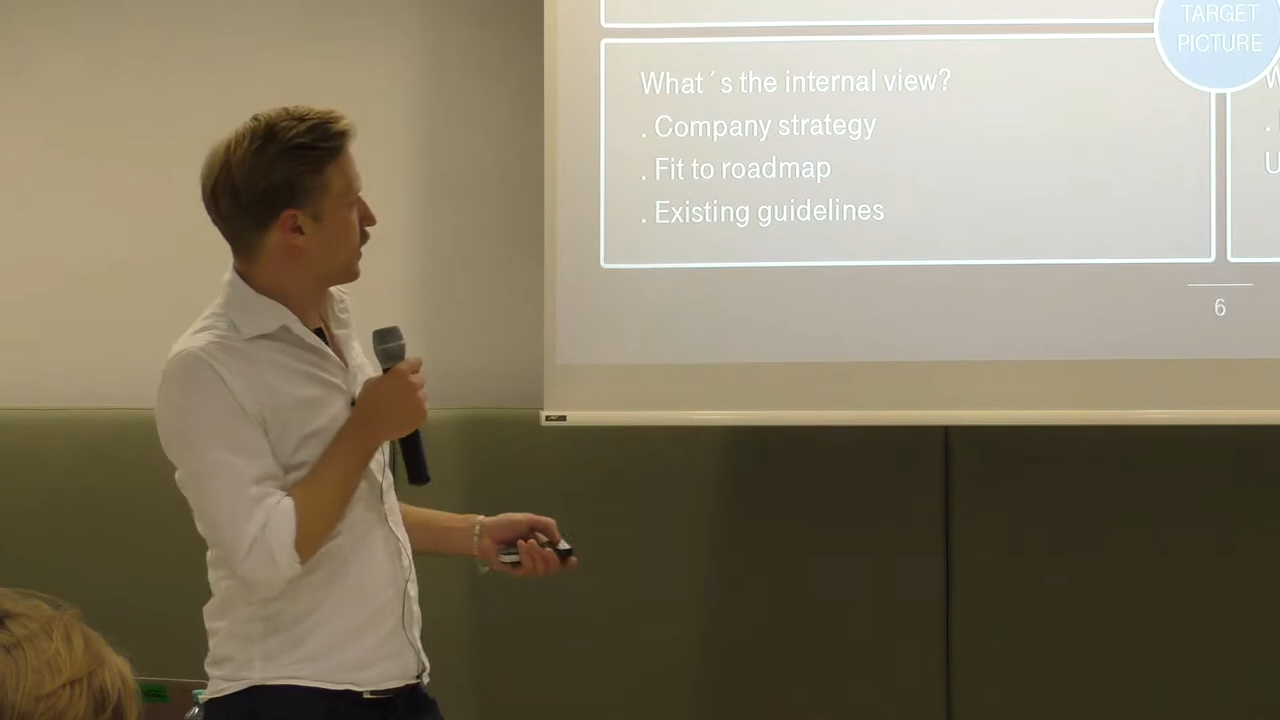 TARGET
PICTURE
What´s the internal view?
. Company strategy
. Fit to roadmap
. Existing guidelines
6